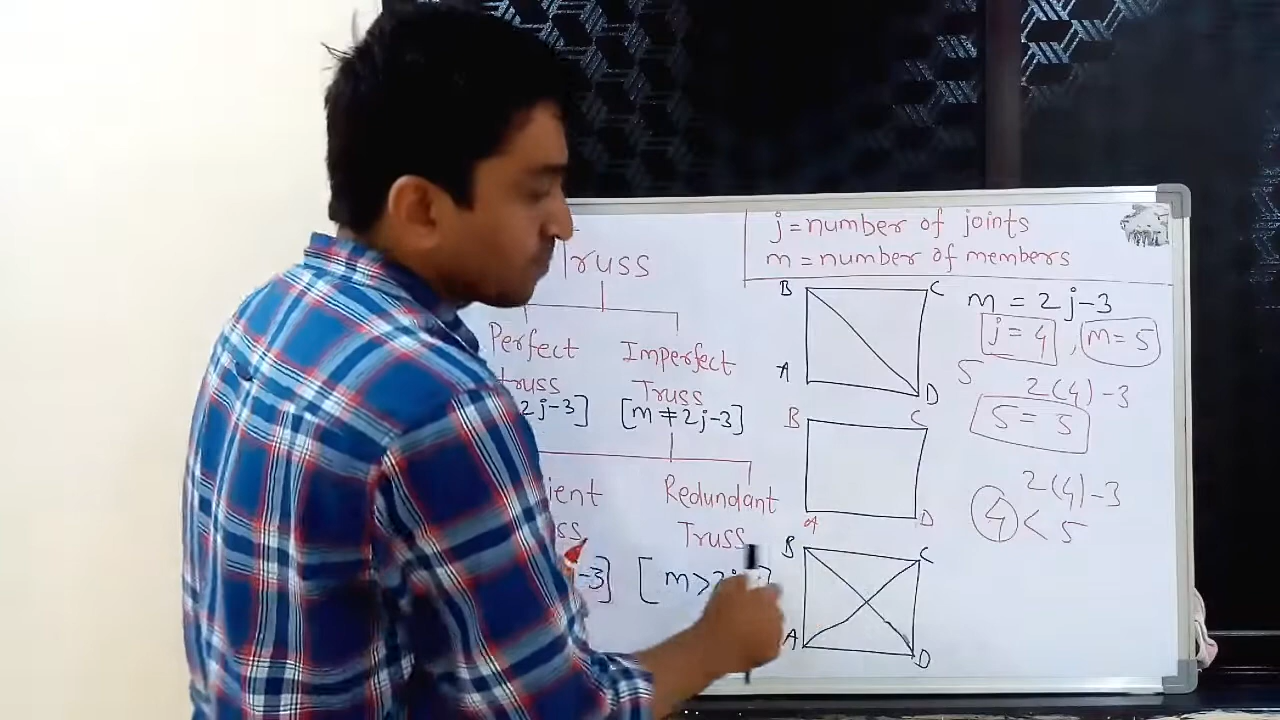 j = number of joints
m = number of members
Truss
Perfect
truss
2j-3]
Imperfect
Truss
[m ≠ 2j-3]
Redundant
Truss
-3]
[ m >
B C
A D
m = 2j-3
j = 4 , m = 5
5 2(4)-3
5 = 5
B C
A D
2(4)-3
4 < 5
B C
A D